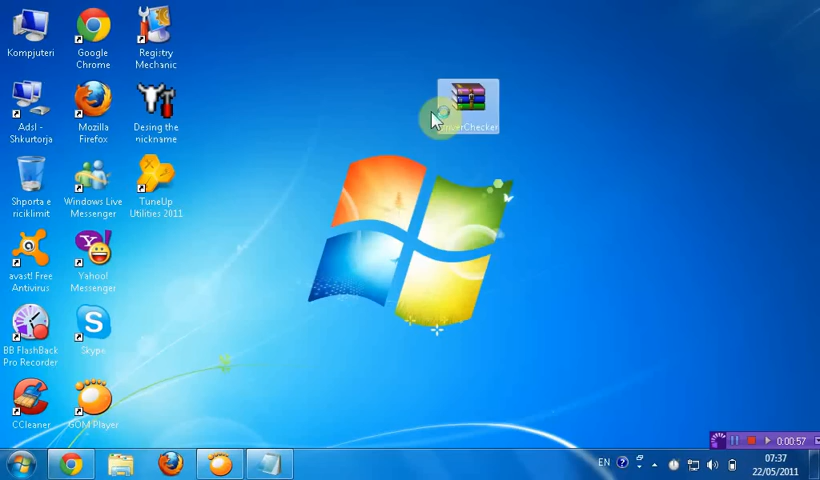 Kompjuteri
Google
Chrome
Registry
Mechanic
Adsl -
Shkurtorja
Mozilla
Firefox
Desing the
nickname
Shporta e
riciklimit
Windows Live
Messenger
TuneUp
Utilities 2011
avast! Free
Antivirus
Yahoo!
Messenger
BB FlashBack
Pro Recorder
Skype
CCleaner
GOM Player
erChecker
0:00:57
EN
07:37
22/05/2011